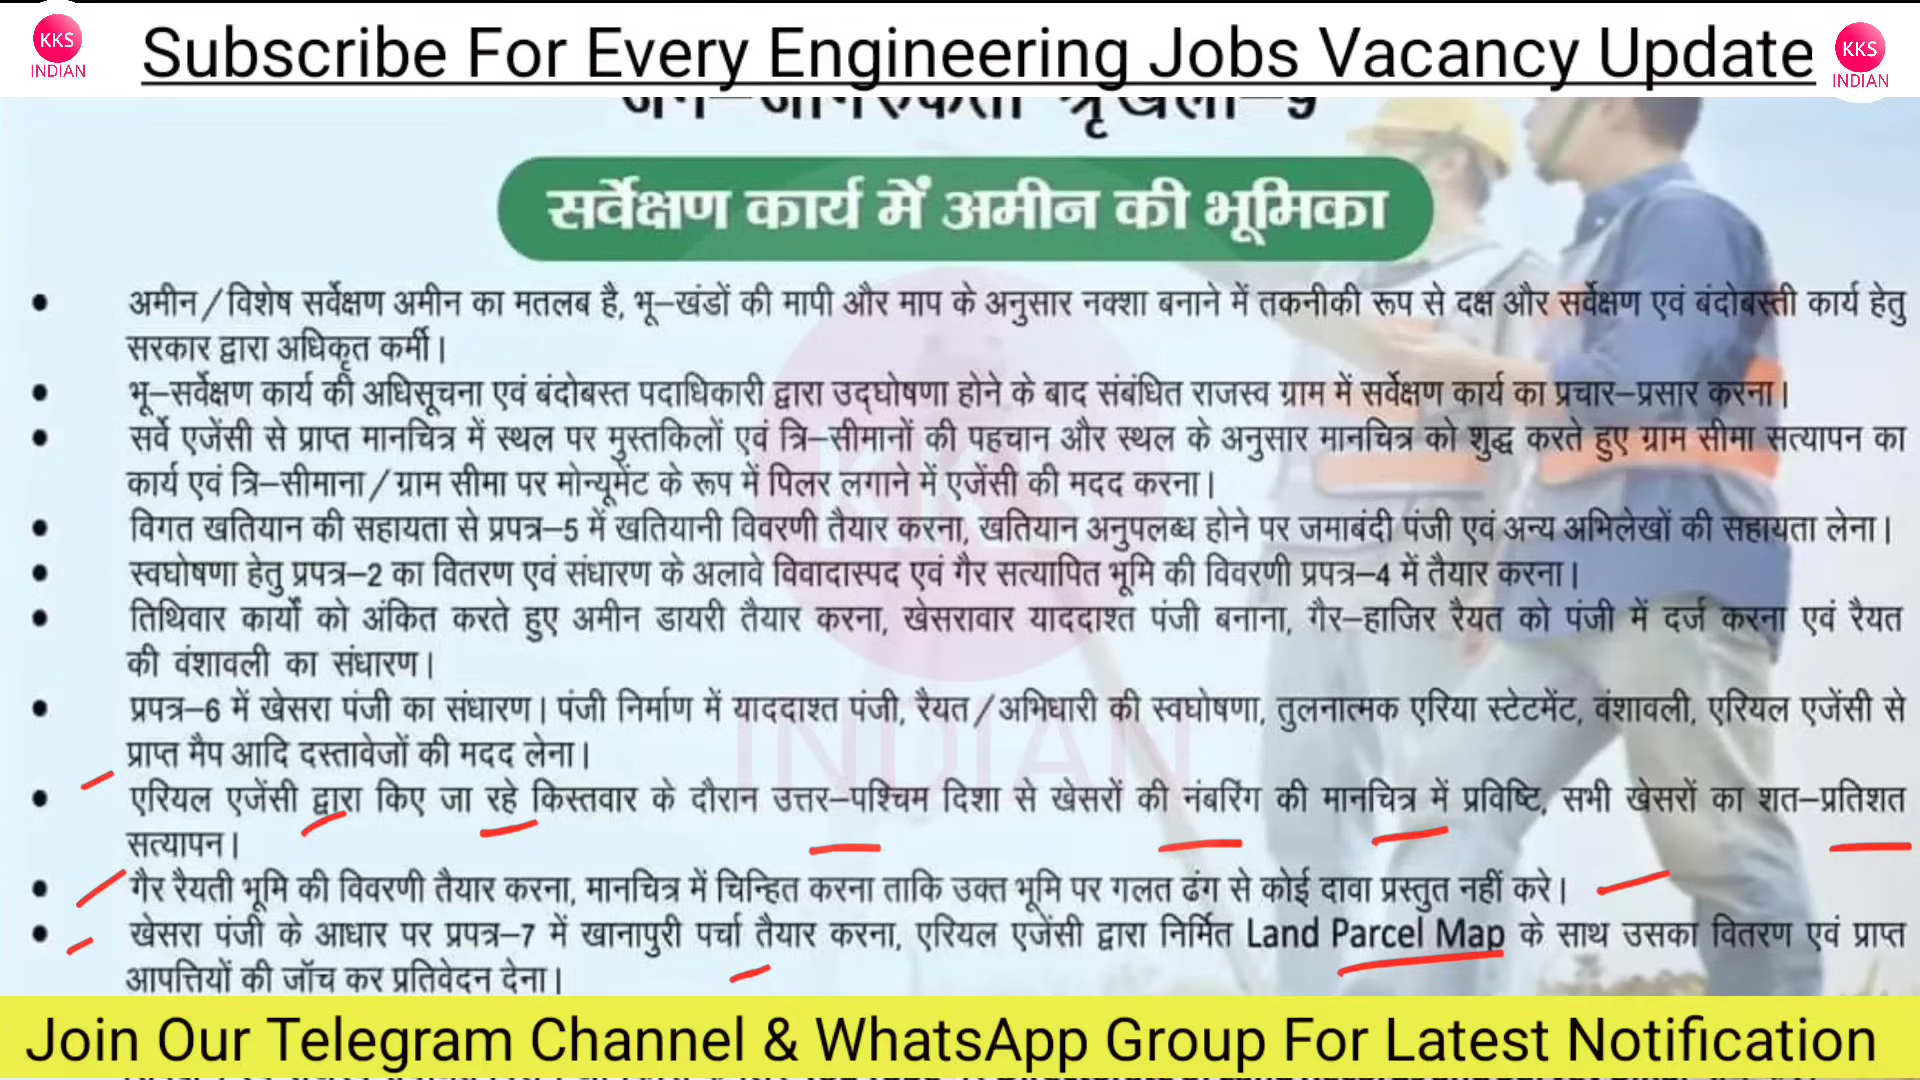 KKS
INDIAN
Subscribe For Every Engineering Jobs Vacancy Update
KKS
INDIAN
जन–जागरुकता श्रृंखला–9
सर्वेक्षण कार्य में अमीन की भूमिका
• अमीन/विशेष सर्वेक्षण अमीन का मतलब है, भू–खंडों की मापी और माप के अनुसार नक्शा बनाने में तकनीकी रूप से दक्ष और सर्वेक्षण एवं बंदोबस्ती कार्य हेतु
सरकार द्वारा अधिकृत कर्मी।
• भू–सर्वेक्षण कार्य की अधिसूचना एवं बंदोबस्त पदाधिकारी द्वारा उद्घोषणा होने के बाद संबंधित राजस्व ग्राम में सर्वेक्षण कार्य का प्रचार–प्रसार करना।
• सर्वे एजेंसी से प्राप्त मानचित्र में स्थल पर मुस्तकिलों एवं त्रि–सीमानों की पहचान और स्थल के अनुसार मानचित्र को शुद्ध करते हुए ग्राम सीमा सत्यापन का
कार्य एवं त्रि–सीमाना/ग्राम सीमा पर मोन्यूमेंट के रूप में पिलर लगाने में एजेंसी की मदद करना।
• विगत खतियान की सहायता से प्रपत्र–5 में खतियानी विवरणी तैयार करना, खतियान अनुपलब्ध होने पर जमाबंदी पंजी एवं अन्य अभिलेखों की सहायता लेना।
• स्वघोषणा हेतु प्रपत्र–2 का वितरण एवं संधारण के अलावे विवादास्पद एवं गैर सत्यापित भूमि की विवरणी प्रपत्र–4 में तैयार करना।
• तिथिवार कार्यों को अंकित करते हुए अमीन डायरी तैयार करना, खेसरावार याददाश्त पंजी बनाना, गैर–हाजिर रैयत को पंजी में दर्ज करना एवं रैयत
की वंशावली का संधारण।
• प्रपत्र–6 में खेसरा पंजी का संधारण। पंजी निर्माण में याददाश्त पंजी, रैयत/अभिधारी की स्वघोषणा, तुलनात्मक एरिया स्टेटमेंट, वंशावली, एरियल एजेंसी से
प्राप्त मैप आदि दस्तावेजों की मदद लेना।
• एरियल एजेंसी द्वारा किए जा रहे किस्तवार के दौरान उत्तर–पश्चिम दिशा से खेसरों की नंबरिंग की मानचित्र में प्रविष्टि, सभी खेसरों का शत–प्रतिशत
सत्यापन।
• गैर रैयती भूमि की विवरणी तैयार करना, मानचित्र में चिन्हित करना ताकि उक्त भूमि पर गलत ढंग से कोई दावा प्रस्तुत नहीं करे।
• खेसरा पंजी के आधार पर प्रपत्र–7 में खानापुरी पर्चा तैयार करना, एरियल एजेंसी द्वारा निर्मित Land Parcel Map के साथ उसका वितरण एवं प्राप्त
आपत्तियों की जॉच कर प्रतिवेदन देना।
KKS
INDIAN
Join Our Telegram Channel & WhatsApp Group For Latest Notification